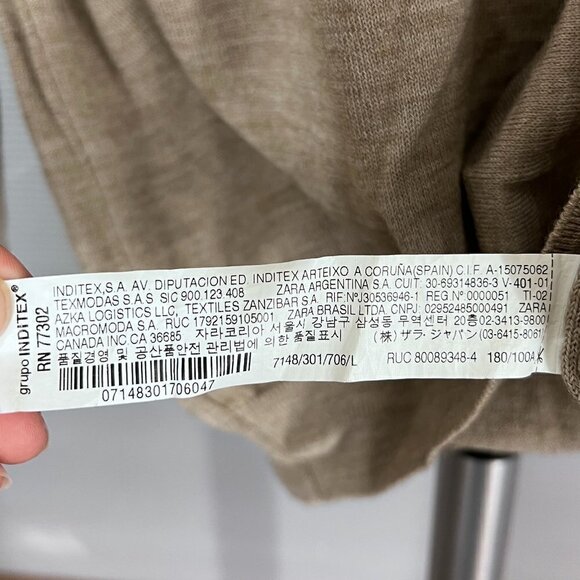 grupo INDITEX®
RN 77302
INDITEX,S.A. AV. DIPUTACION ED INDITEX ARTEIXO A CORUÑA(SPAIN) C.I.F. A-15075062
TEXMODAS S.A.S SIC 900.123.408 ZARA ARGENTINA S.A. CUIT: 30-69314836-3 V-401-01
AZKA LOGISTICS LLC, TEXTILES ZANZIBAR S.A. RIF:NºJ30536946-1 REG Nº:0000051 TI-02
MACROMODA S.A., RUC 1792159105001 ZARA BRASIL LTDA, CNPJ: 02952485000491 ZARA
CANADA INC CA 36685 자라코리아 서울시 강남구 삼성동 무역센터 20층 02-3413-9800
품질경영 및 공산품안전 관리법에 의한 품질표시 (株) ザラ・ジャパン(03-6415-8061)
7148/301/706/L RUC 80089348-4 180/100A
07148301706047